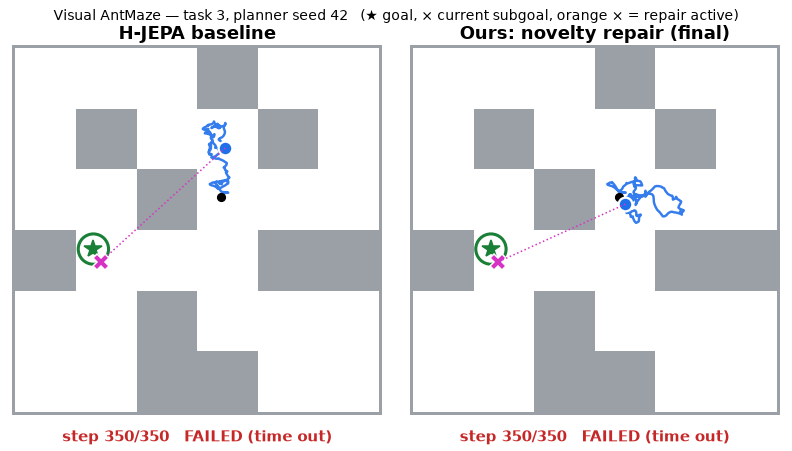 Visual AntMaze — task 3, planner seed 42   (★ goal, × current subgoal, orange × = repair active)
H-JEPA baseline
Ours: novelty repair (final)
step 350/350   FAILED (time out)
step 350/350   FAILED (time out)